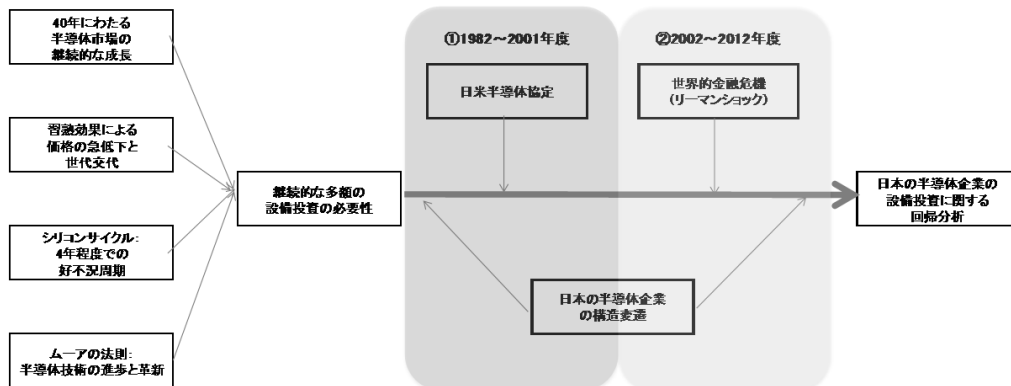 40年にわたる
半導体市場の
継続的な成長
習熟効果による
価格の急低下と
世代交代
シリコンサイクル:
4年程度での
好不況周期
ムーアの法則:
半導体技術の進歩と革新
継続的な多額の
設備投資の必要性
①1982～2001年度
日米半導体協定
②2002～2012年度
世界的金融危機
(リーマンショック)
日本の半導体企業
の構造変遷
日本の半導体企業の
設備投資に関する
回帰分析